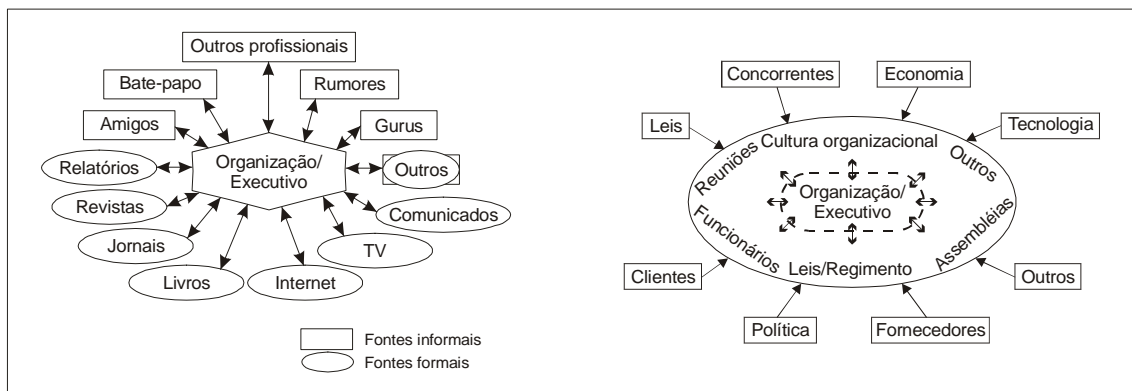 Outros profissionais
Bate-papo
Rumores
Amigos
Gurus
Organização/
Executivo
Relatórios
Outros
Revistas
Comunicados
Jornais
TV
Livros
Internet
Fontes informais
Fontes formais
Concorrentes
Economia
Leis
Tecnologia
Reuniões
Cultura organizacional
Outros
Organização/
Executivo
Funcionários
Leis/Regimento
Assembléias
Clientes
Outros
Política
Fornecedores